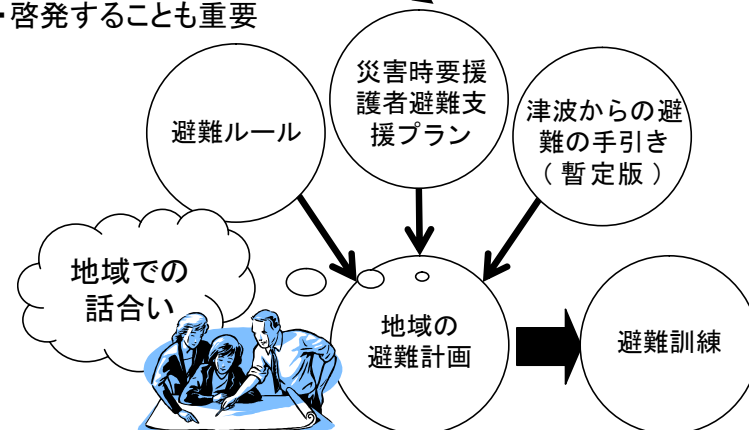 ・啓発することも重要
災害時要援
護者避難支
援プラン
避難ルール
津波からの避
難の手引き
（暫定版）
地域での
話合い
地域の
避難計画
避難訓練